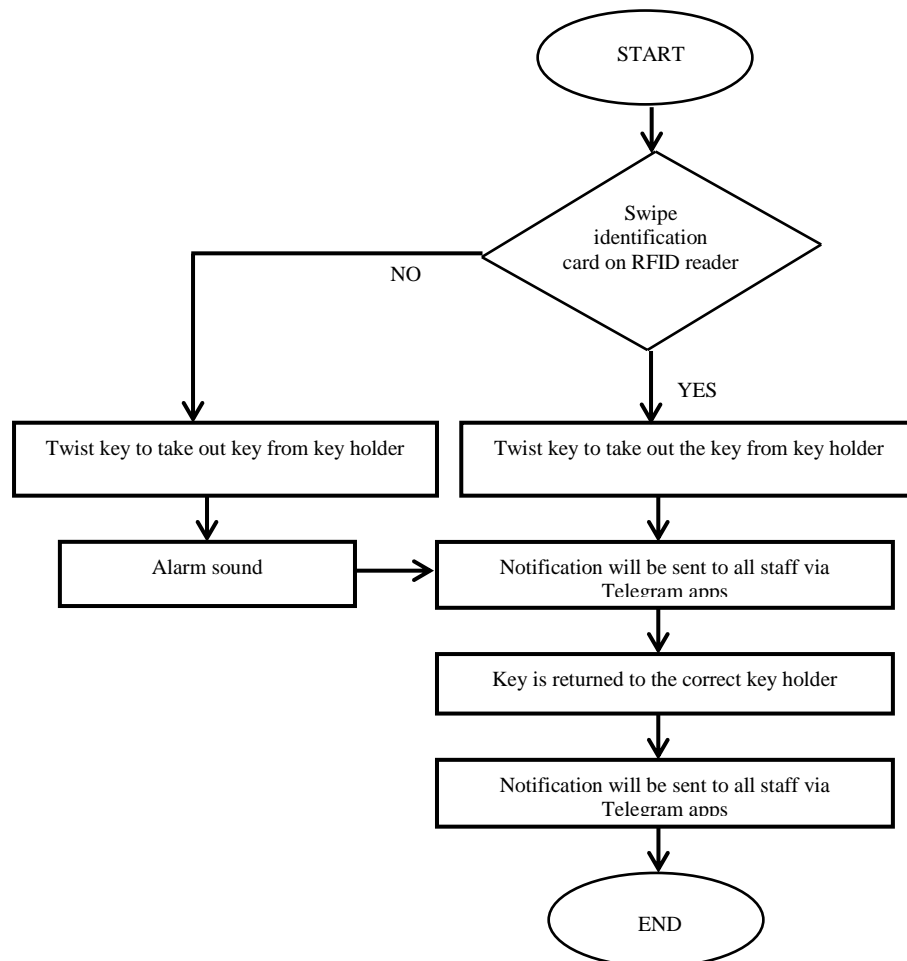 START
Swipe
identification
card on RFID reader
NO
YES
Twist key to take out key from key holder
Twist key to take out the key from key holder
Alarm sound
Notification will be sent to all staff via
Telegram apps
Key is returned to the correct key holder
Notification will be sent to all staff via
Telegram apps
END